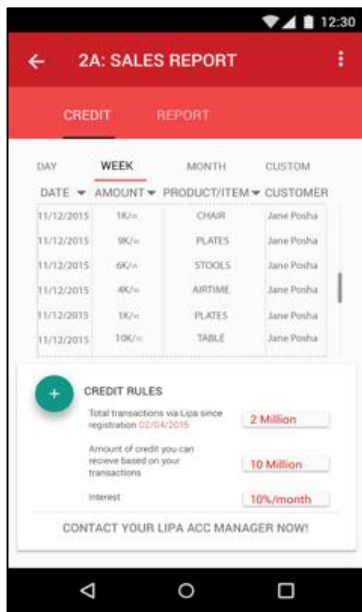 12:30
2A: SALES REPORT
CREDIT REPORT
DAY WEEK MONTH CUSTOM
DATE AMOUNT PRODUCT/ITEM CUSTOMER
11/12/2015 1K/= CHAIR Jane Posha
11/12/2015 9K/= PLATES Jane Posha
11/12/2015 6K/= STOOLS Jane Posha
11/12/2015 4K/= AIRTIME Jane Posha
11/12/2015 1K/= PLATES Jane Posha
11/12/2015 10K/= TABLE Jane Posha
+
CREDIT RULES
Total transactions via Lipa since
registration 02/04/2015
2 Million
Amount of credit you can
recieve based on your
transactions
10 Million
Interest
10%/month
CONTACT YOUR LIPA ACC MANAGER NOW!